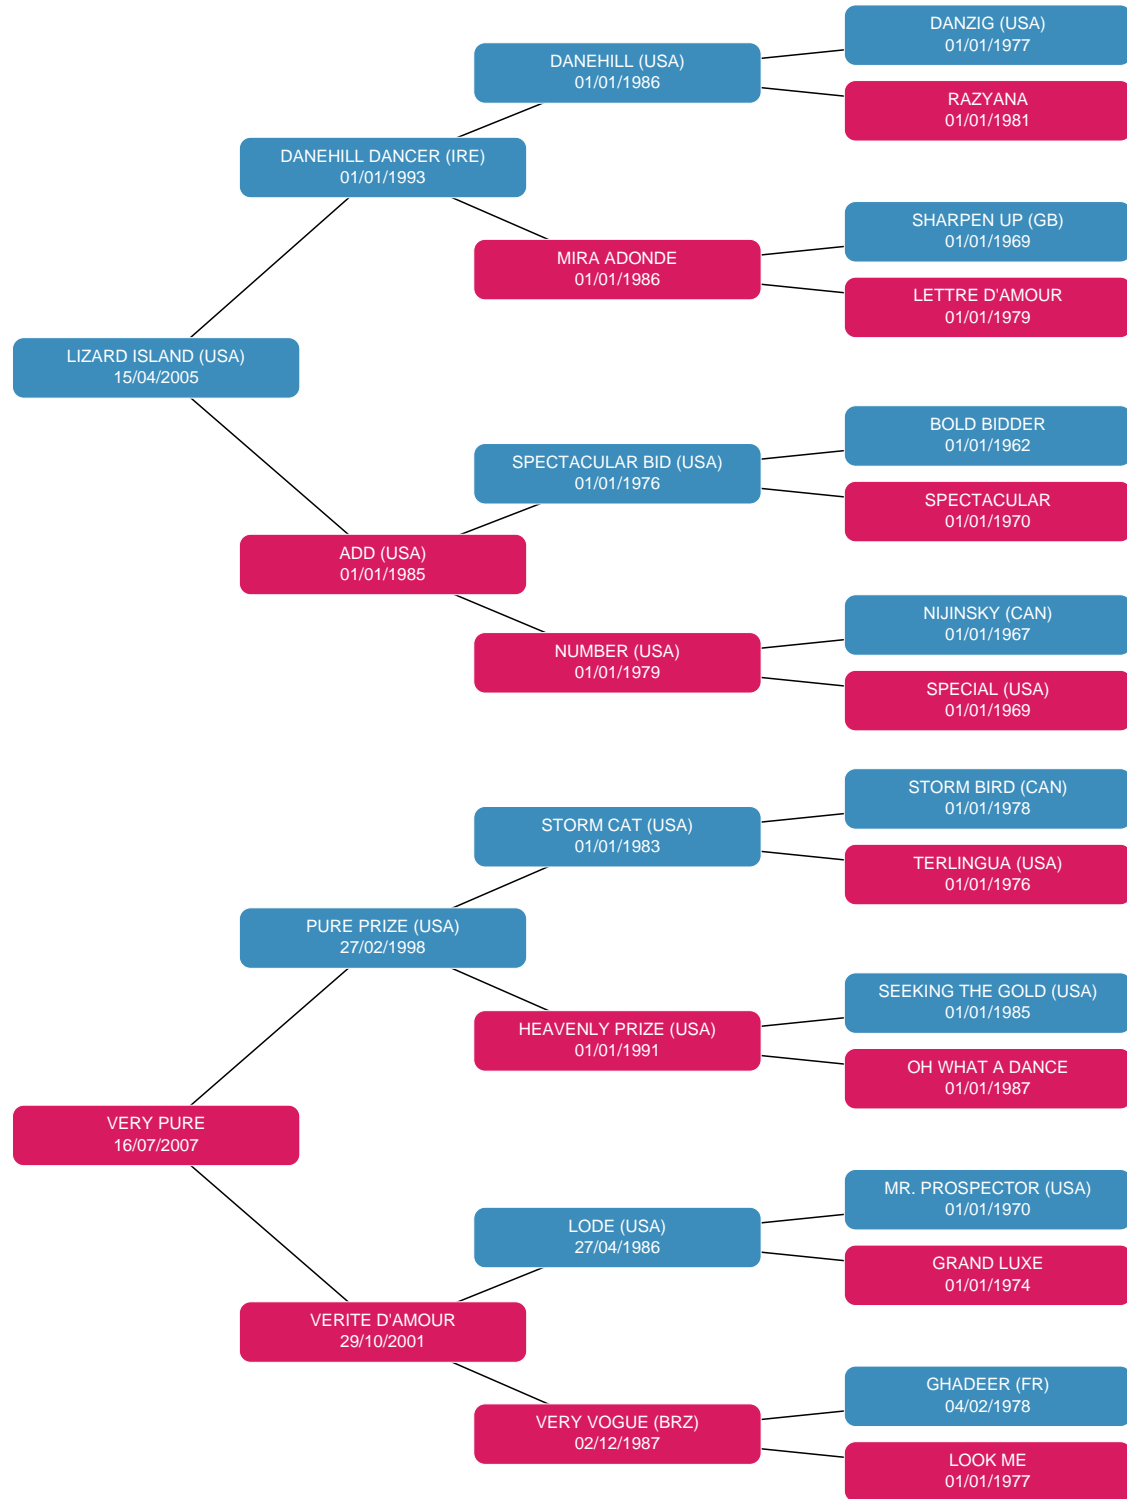 DANZIG (USA)
01/01/1977
DANEHILL (USA)
01/01/1986
RAZYANA
01/01/1981
DANEHILL DANCER (IRE)
01/01/1993
SHARPEN UP (GB)
01/01/1969
MIRA ADONDE
01/01/1986
LETTRE D'AMOUR
01/01/1979
LIZARD ISLAND (USA)
15/04/2005
BOLD BIDDER
01/01/1962
SPECTACULAR BID (USA)
01/01/1976
SPECTACULAR
01/01/1970
ADD (USA)
01/01/1985
NIJINSKY (CAN)
01/01/1967
NUMBER (USA)
01/01/1979
SPECIAL (USA)
01/01/1969
STORM BIRD (CAN)
01/01/1978
STORM CAT (USA)
01/01/1983
TERLINGUA (USA)
01/01/1976
PURE PRIZE (USA)
27/02/1998
SEEKING THE GOLD (USA)
01/01/1985
HEAVENLY PRIZE (USA)
01/01/1991
OH WHAT A DANCE
01/01/1987
VERY PURE
16/07/2007
MR. PROSPECTOR (USA)
01/01/1970
LODE (USA)
27/04/1986
GRAND LUXE
01/01/1974
VERITE D'AMOUR
29/10/2001
GHADEER (FR)
04/02/1978
VERY VOGUE (BRZ)
02/12/1987
LOOK ME
01/01/1977